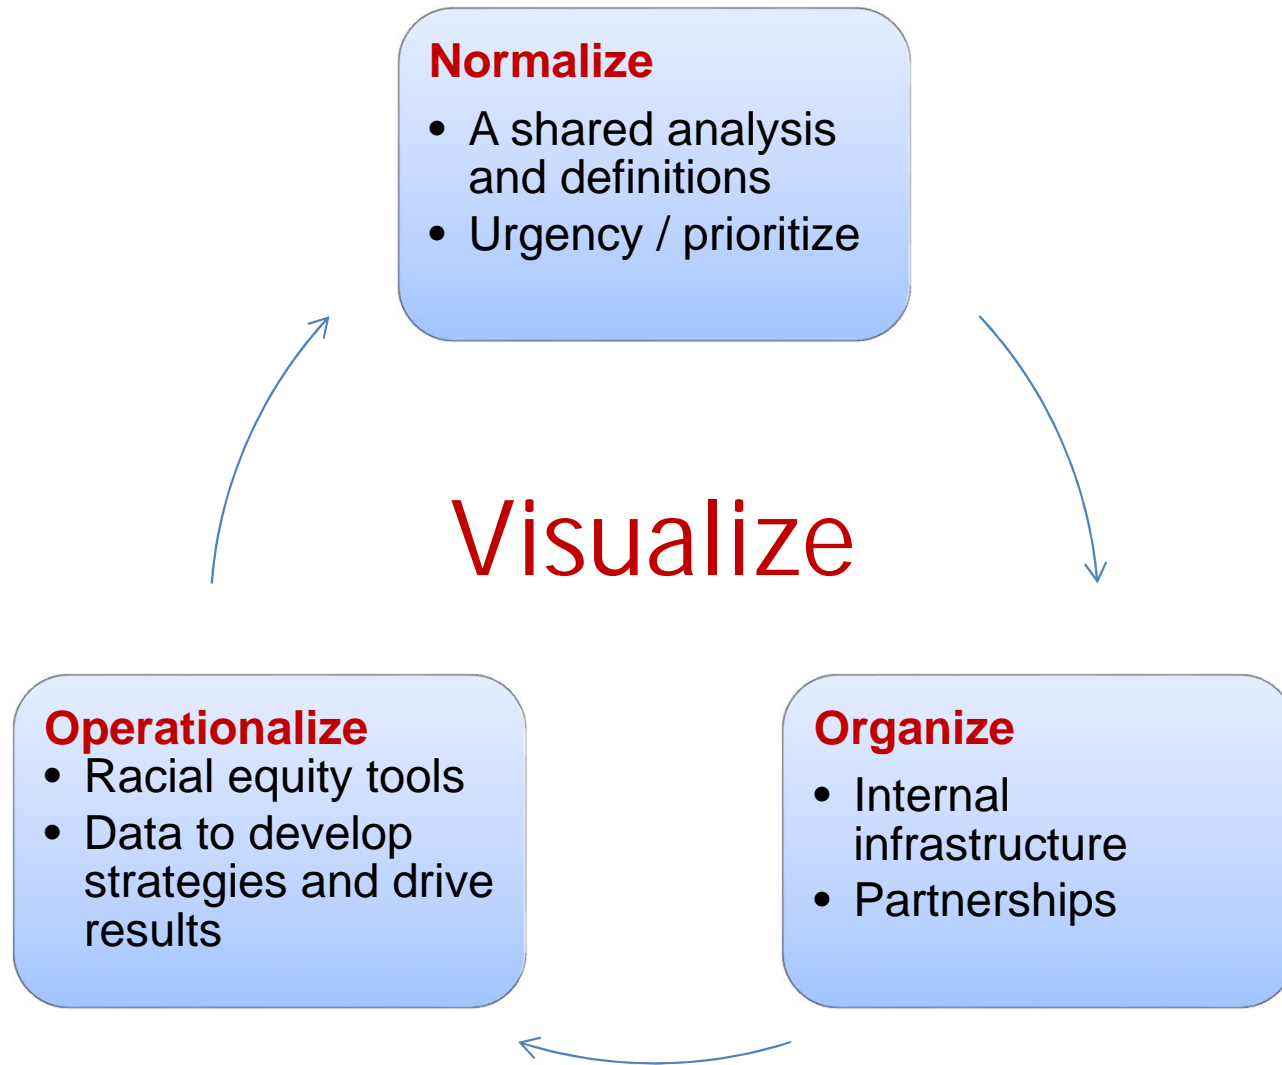 Normalize
• A shared analysis
and definitions
• Urgency / prioritize
Visualize
Operationalize
• Racial equity tools
• Data to develop
strategies and drive
results
Organize
• Internal
infrastructure
• Partnerships